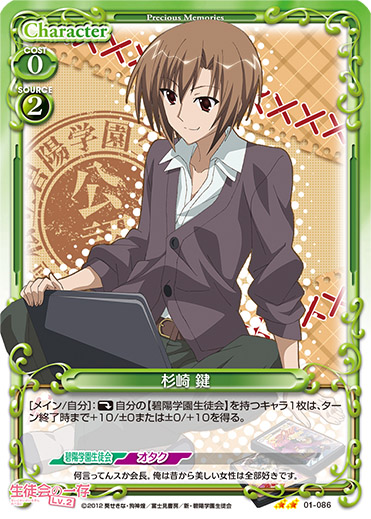 Precious Memories
Character
COST
0
SOURCE
2
碧陽学園
公
杉崎 鍵
[メイン/自分]：自分の【碧陽学園生徒会】を持つキャラ1枚は、ター
ン終了時まで+10/±0または±0/+10を得る。
碧陽学園生徒会
オタク
何言ってんスか会長。俺は昔から美しい女性は全部好きです。
生徒会の一存
Lv.2
©2012 葵せきな・狗神煌/富士見書房/新・碧陽学園生徒会
01-086